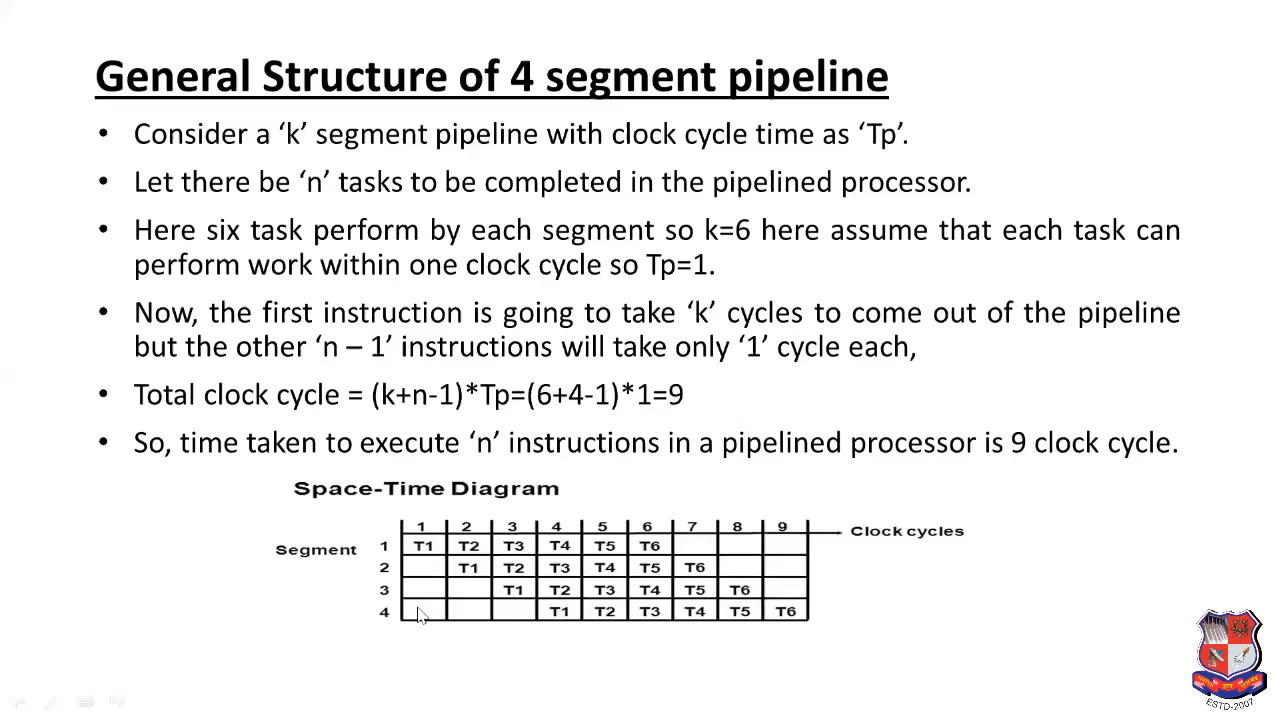 General Structure of 4 segment pipeline
• Consider a ‘k’ segment pipeline with clock cycle time as ‘Tp’.
• Let there be ‘n’ tasks to be completed in the pipelined processor.
• Here six task perform by each segment so k=6 here assume that each task can
perform work within one clock cycle so Tp=1.
• Now, the first instruction is going to take ‘k’ cycles to come out of the pipeline
but the other ‘n – 1’ instructions will take only ‘1’ cycle each,
• Total clock cycle = (k+n-1)*Tp=(6+4-1)*1=9
• So, time taken to execute ‘n’ instructions in a pipelined processor is 9 clock cycle.
Space-Time Diagram
1 2 3 4 5 6 7 8 9 Clock cycles
Segment 1 T1 T2 T3 T4 T5 T6
2 T1 T2 T3 T4 T5 T6
3 T1 T2 T3 T4 T5 T6
4 T1 T2 T3 T4 T5 T6
ESTD-2007